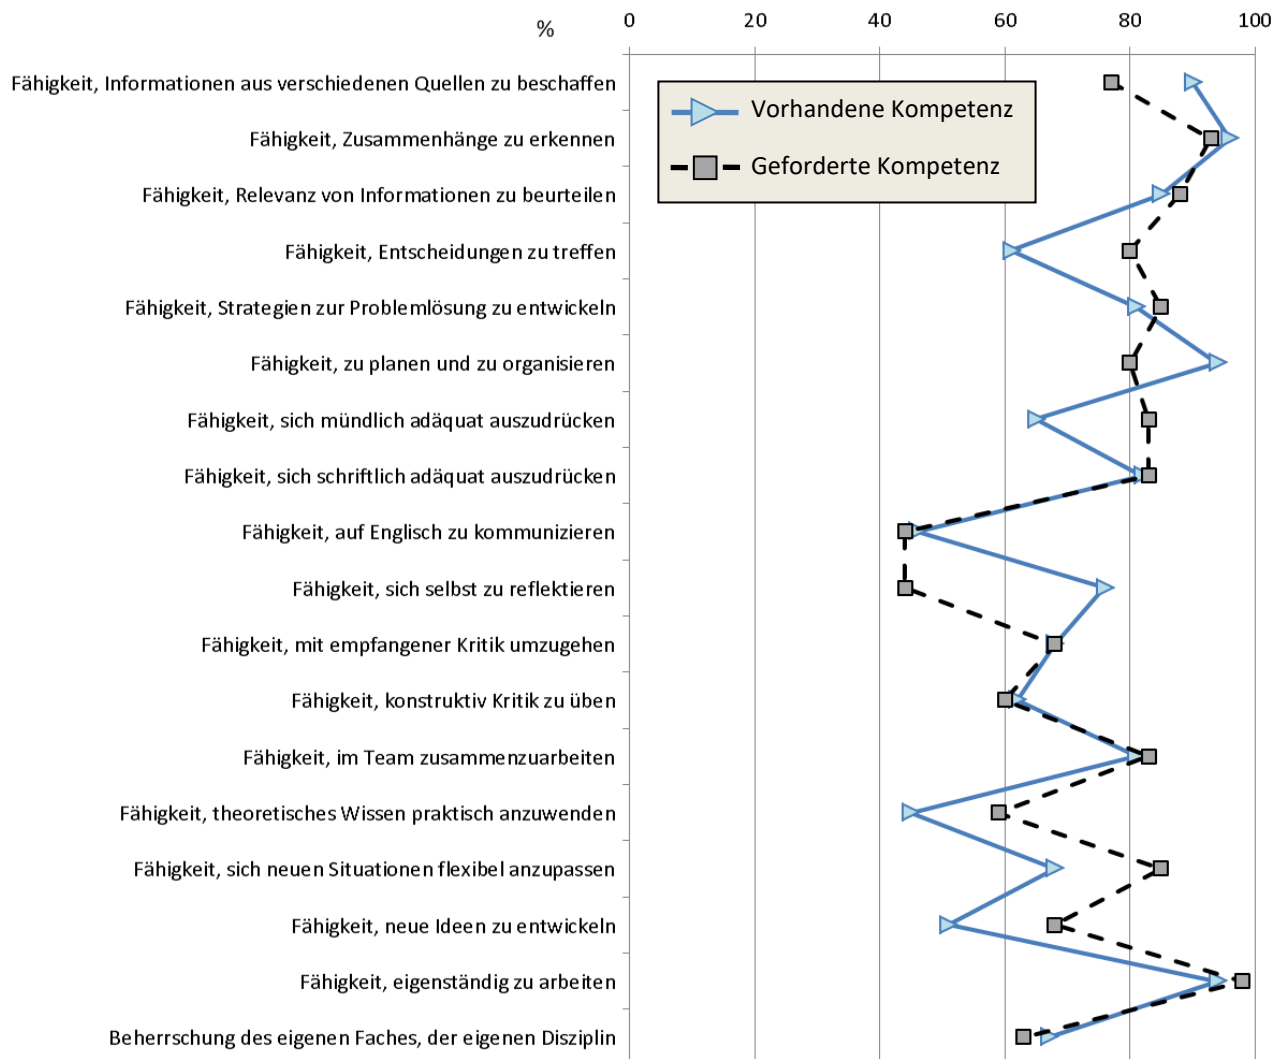 % 0 20 40 60 80 100
Fähigkeit, Informationen aus verschiedenen Quellen zu beschaffen
Vorhandene Kompetenz
Fähigkeit, Zusammenhänge zu erkennen
Geforderte Kompetenz
Fähigkeit, Relevanz von Informationen zu beurteilen
Fähigkeit, Entscheidungen zu treffen
Fähigkeit, Strategien zur Problemlösung zu entwickeln
Fähigkeit, zu planen und zu organisieren
Fähigkeit, sich mündlich adäquat auszudrücken
Fähigkeit, sich schriftlich adäquat auszudrücken
Fähigkeit, auf Englisch zu kommunizieren
Fähigkeit, sich selbst zu reflektieren
Fähigkeit, mit empfangener Kritik umzugehen
Fähigkeit, konstruktiv Kritik zu üben
Fähigkeit, im Team zusammenzuarbeiten
Fähigkeit, theoretisches Wissen praktisch anzuwenden
Fähigkeit, sich neuen Situationen flexibel anzupassen
Fähigkeit, neue Ideen zu entwickeln
Fähigkeit, eigenständig zu arbeiten
Beherrschung des eigenen Faches, der eigenen Disziplin